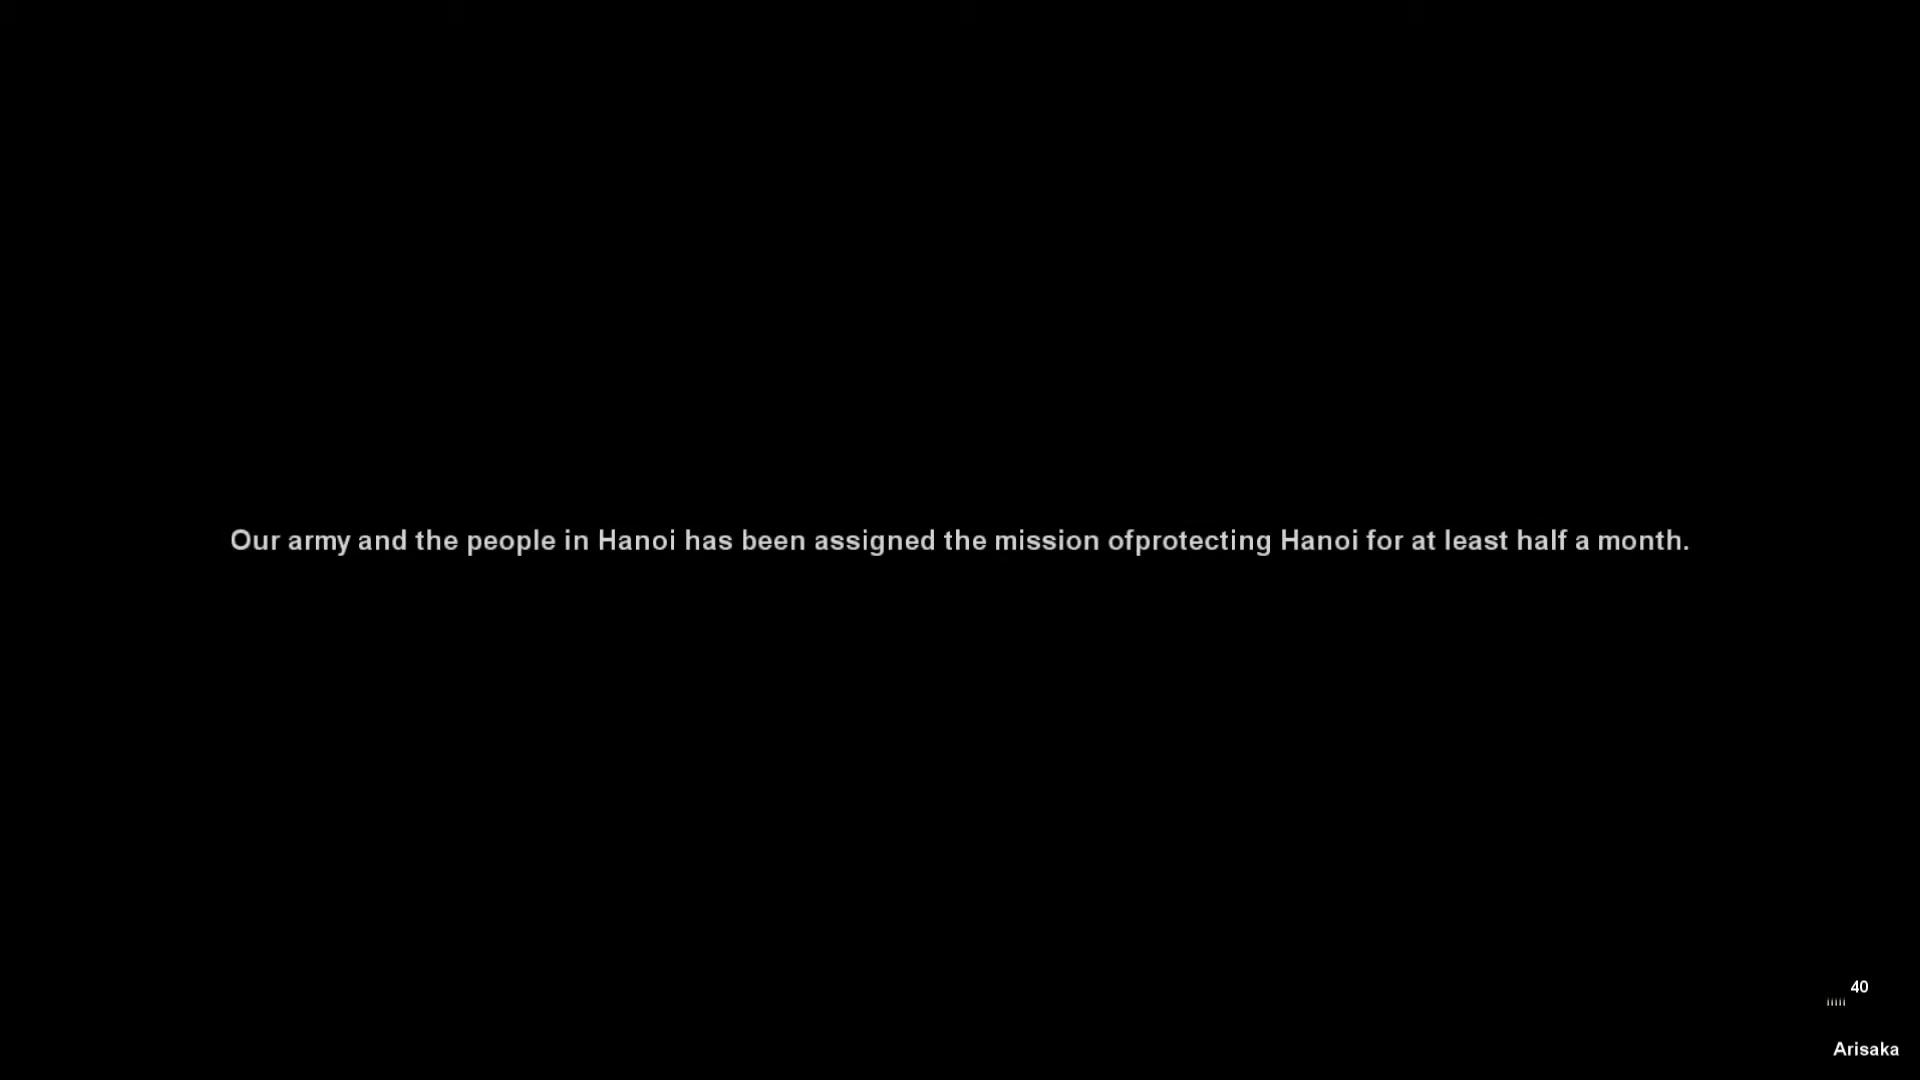 Our army and the people in Hanoi has been assigned the mission ofprotecting Hanoi for at least half a month.
40
Arisaka